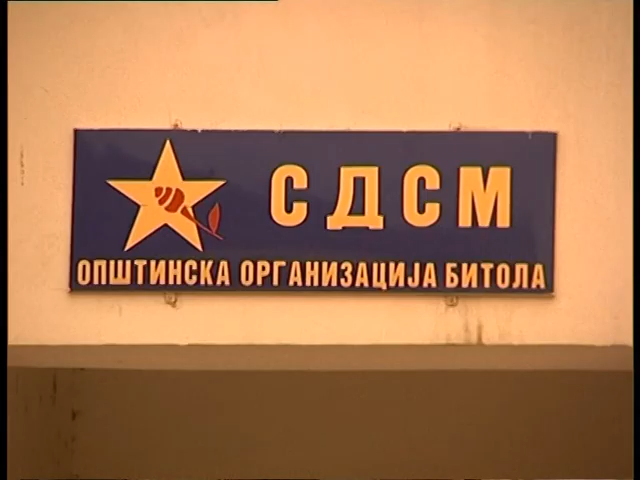 СДСМ
ОПШТИНСКА ОРГАНИЗАЦИЈА БИТОЛА